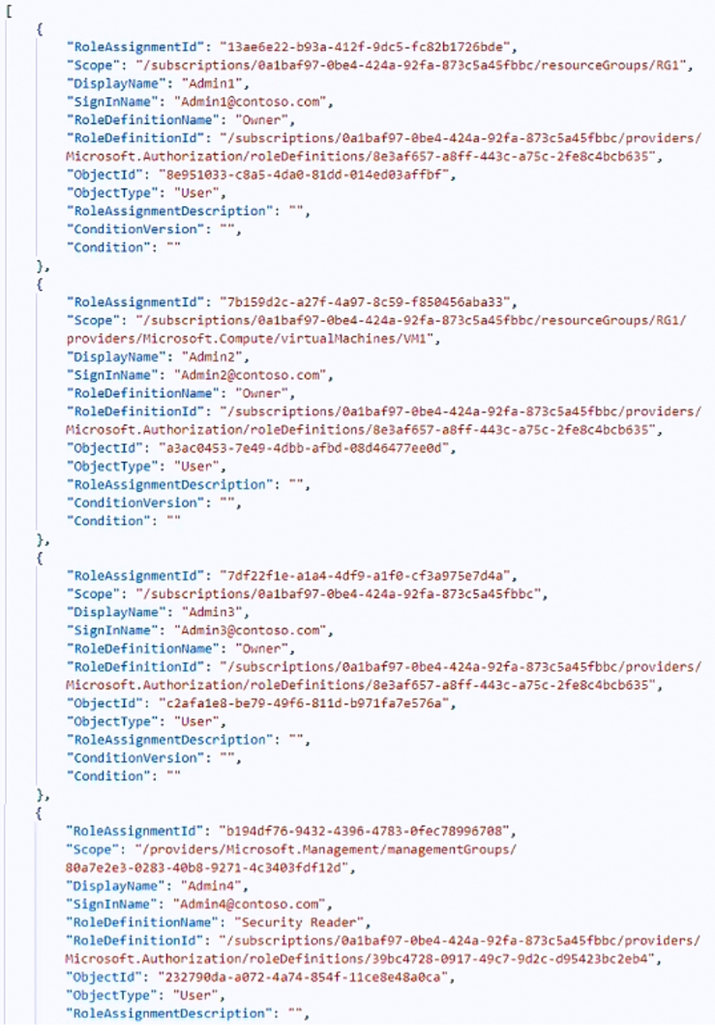 [
{
"RoleAssignmentId": "13ae6e22-b93a-412f-9dc5-fc82b1726bde",
"Scope": "/subscriptions/0a1baf97-0be4-424a-92fa-873c5a45fbbc/resourceGroups/RG1",
"DisplayName": "Admin1",
"SignInName": "Admin1@contoso.com",
"RoleDefinitionName": "Owner",
"RoleDefinitionId": "/subscriptions/0a1baf97-0be4-424a-92fa-873c5a45fbbc/providers/
Microsoft.Authorization/roleDefinitions/8e3af657-a8ff-443c-a75c-2fe8c4bcb635",
"ObjectId": "8e951033-c8a5-4da0-81dd-014ed03affbf",
"ObjectType": "User",
"RoleAssignmentDescription": "",
"ConditionVersion": "",
"Condition": ""
},
{
"RoleAssignmentId": "7b159d2c-a27f-4a97-8c59-f850456aba33",
"Scope": "/subscriptions/0a1baf97-0be4-424a-92fa-873c5a45fbbc/resourceGroups/RG1/
providers/Microsoft.Compute/virtualMachines/VM1",
"DisplayName": "Admin2",
"SignInName": "Admin2@contoso.com",
"RoleDefinitionName": "Owner",
"RoleDefinitionId": "/subscriptions/0a1baf97-0be4-424a-92fa-873c5a45fbbc/providers/
Microsoft.Authorization/roleDefinitions/8e3af657-a8ff-443c-a75c-2fe8c4bcb635",
"ObjectId": "a3ac0453-7e49-4dbb-afbd-08d46477ee0d",
"ObjectType": "User",
"RoleAssignmentDescription": "",
"ConditionVersion": "",
"Condition": ""
},
{
"RoleAssignmentId": "7df22f1e-a1a4-4df9-a1f0-cf3a975e7d4a",
"Scope": "/subscriptions/0a1baf97-0be4-424a-92fa-873c5a45fbbc",
"DisplayName": "Admin3",
"SignInName": "Admin3@contoso.com",
"RoleDefinitionName": "Owner",
"RoleDefinitionId": "/subscriptions/0a1baf97-0be4-424a-92fa-873c5a45fbbc/providers/
Microsoft.Authorization/roleDefinitions/8e3af657-a8ff-443c-a75c-2fe8c4bcb635",
"ObjectId": "c2afa1e8-be79-49f6-811d-b971fa7e576a",
"ObjectType": "User",
"RoleAssignmentDescription": "",
"ConditionVersion": "",
"Condition": ""
},
{
"RoleAssignmentId": "b194df76-9432-4396-4783-0fec78996708",
"Scope": "/providers/Microsoft.Management/managementGroups/
80a7e2e3-0283-40b8-9271-4c3403fdf12d",
"DisplayName": "Admin4",
"SignInName": "Admin4@contoso.com",
"RoleDefinitionName": "Security Reader",
"RoleDefinitionId": "/subscriptions/0a1baf97-0be4-424a-92fa-873c5a45fbbc/providers/
Microsoft.Authorization/roleDefinitions/39bc4728-0917-49c7-9d2c-d95423bc2eb4",
"ObjectId": "232790da-a072-4a74-854f-11ce8e48a0ca",
"ObjectType": "User",
"RoleAssignmentDescription": "",